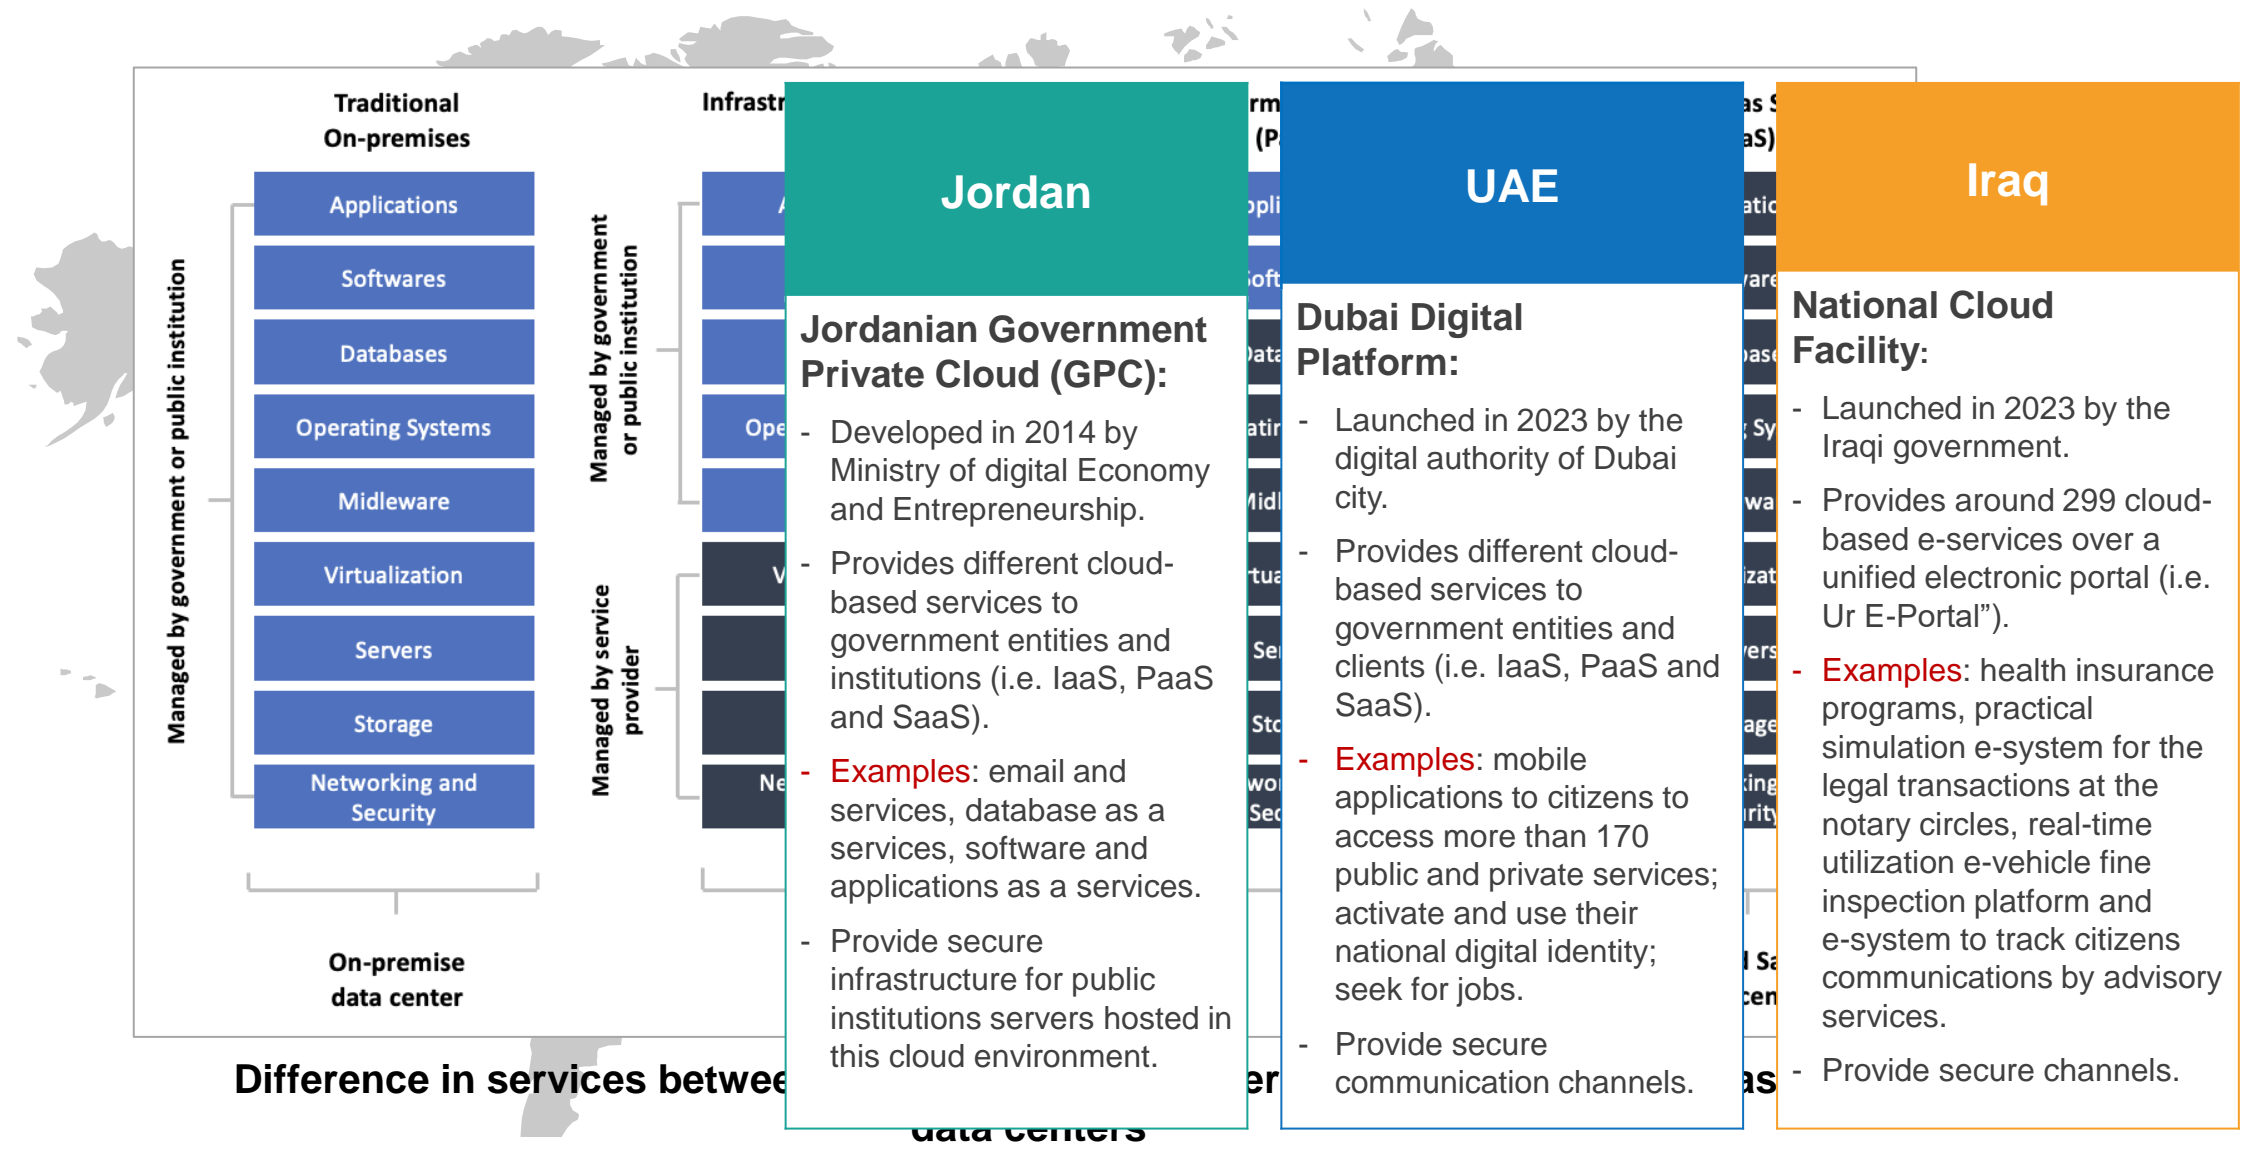 Traditional
On-premises
Managed by government or public institution
Applications
Softwares
Databases
Operating Systems
Midleware
Virtualization
Servers
Storage
Networking and
Security
On-premise
data center
Managed by government
or public institution
Managed by service
provider
Jordan
Jordanian Government
Private Cloud (GPC):
- Developed in 2014 by
Ministry of digital Economy
and Entrepreneurship.
- Provides different cloud-
based services to
government entities and
institutions (i.e. IaaS, PaaS
and SaaS).
- Examples: email and
services, database as a
services, software and
applications as a services.
- Provide secure
infrastructure for public
institutions servers hosted in
this cloud environment.
UAE
Dubai Digital
Platform:
- Launched in 2023 by the
digital authority of Dubai
city.
- Provides different cloud-
based services to
government entities and
clients (i.e. IaaS, PaaS and
SaaS).
- Examples: mobile
applications to citizens to
access more than 170
public and private services;
activate and use their
national digital identity;
seek for jobs.
- Provide secure
communication channels.
Iraq
National Cloud
Facility:
- Launched in 2023 by the
Iraqi government.
- Provides around 299 cloud-
based e-services over a
unified electronic portal (i.e.
Ur E-Portal”).
- Examples: health insurance
programs, practical
simulation e-system for the
legal transactions at the
notary circles, real-time
utilization e-vehicle fine
inspection platform and
e-system to track citizens
communications by advisory
services.
- Provide secure channels.
Difference in services
data centers